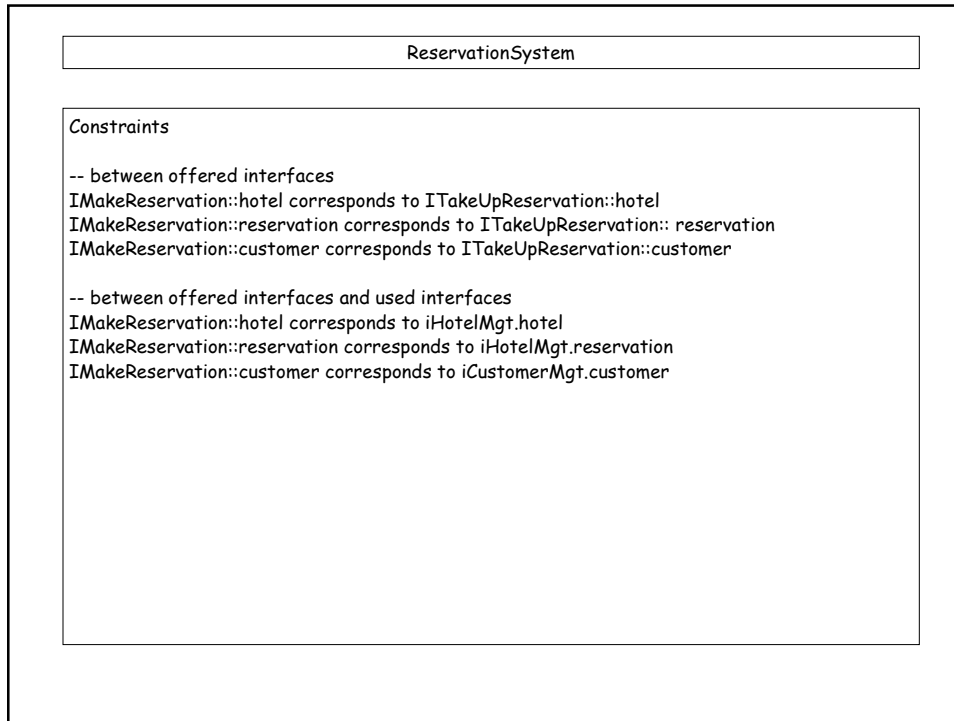 ReservationSystem
Constraints
-- between offered interfaces
IMakeReservation::hotel corresponds to ITakeUpReservation::hotel
IMakeReservation::reservation corresponds to ITakeUpReservation:: reservation
IMakeReservation::customer corresponds to ITakeUpReservation::customer
-- between offered interfaces and used interfaces
IMakeReservation::hotel corresponds to iHotelMgt.hotel
IMakeReservation::reservation corresponds to iHotelMgt.reservation
IMakeReservation::customer corresponds to iCustomerMgt.customer